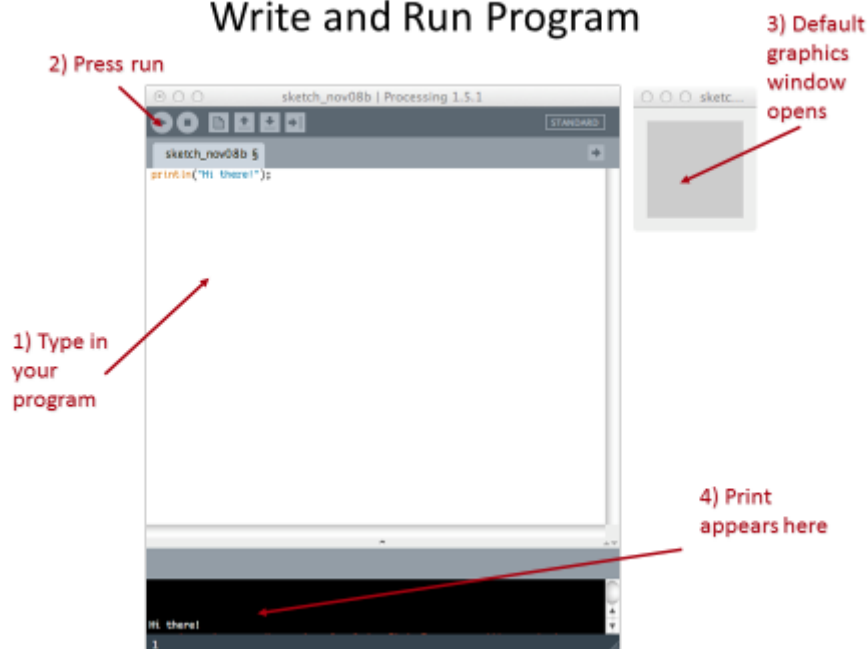 Write and Run Program
3) Default
graphics
window
opens
2) Press run
sketch_nov08b | Processing 1.5.1
sketc...
STANDARD
sketch_nov08b §
println("Hi there!");
1) Type in
your
program
4) Print
appears here
Hi there!
1